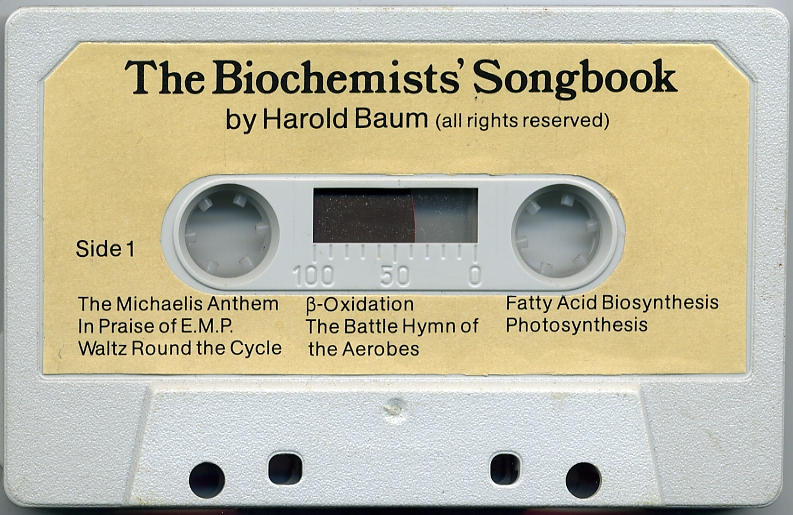 The Biochemists' Songbook
by Harold Baum (all rights reserved)
Side 1
100 50 0
The Michaelis Anthem
In Praise of E.M.P.
Waltz Round the Cycle
β-Oxidation
The Battle Hymn of
the Aerobes
Fatty Acid Biosynthesis
Photosynthesis